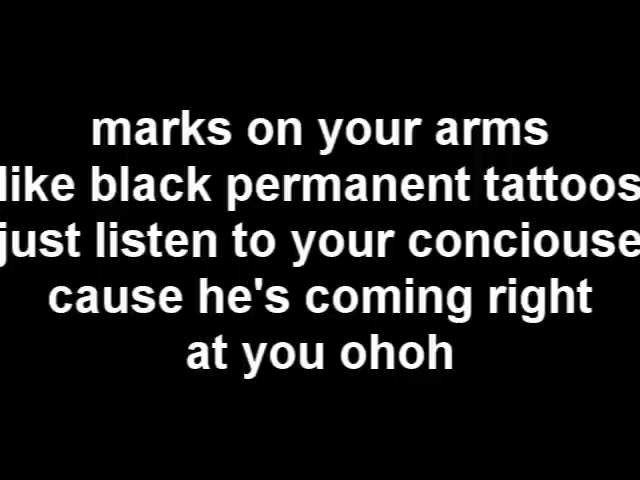 marks on your arms
like black permanent tattoos
just listen to your conciouse
cause he's coming right
at you ohoh